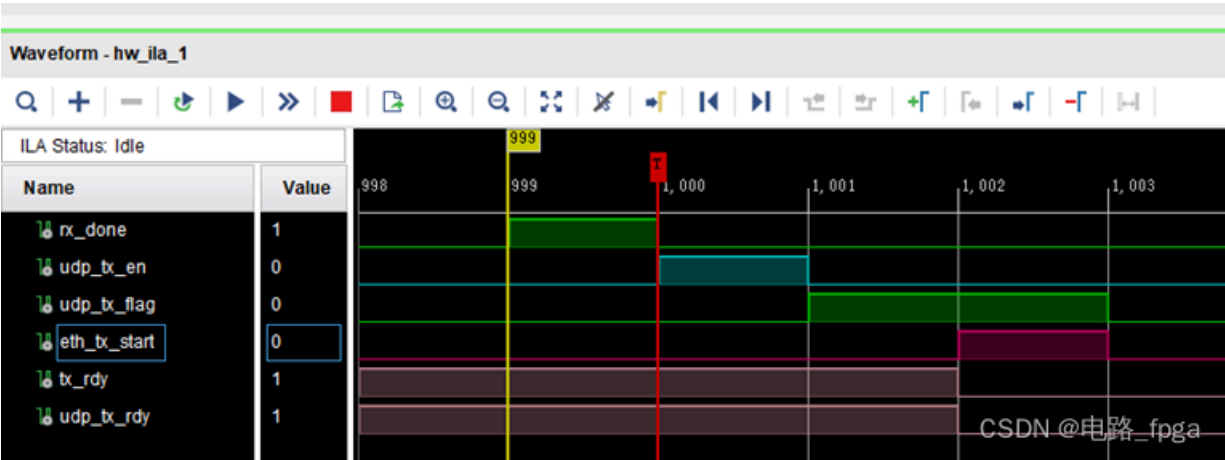 Waveform - hw_ila_1
ILA Status: Idle
999
T
Name Value 998 999 1,000 1,001 1,002 1,003
rx_done 1
udp_tx_en 0
udp_tx_flag 0
eth_tx_start 0
tx_rdy 1
udp_tx_rdy 1
CSDN @电路_fpga